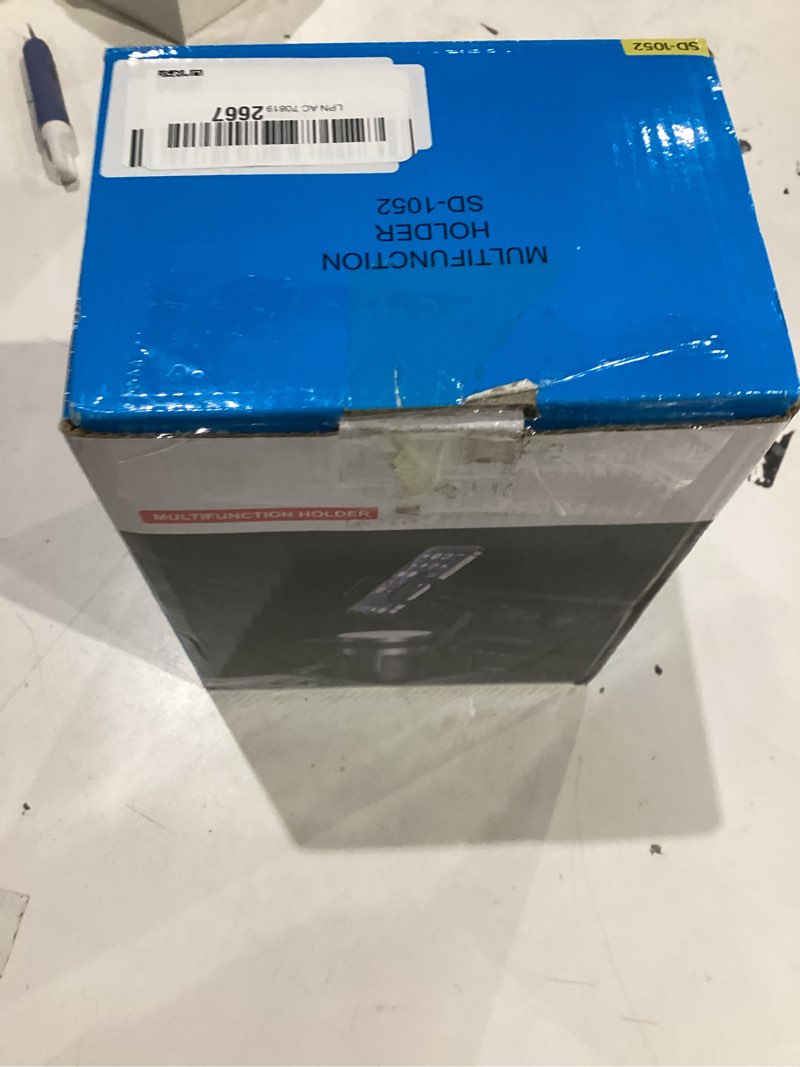 SD-1052
LPN AC 70819 2667
MULTIFUNCTION
HOLDER
SD-1052
MULTIFUNCTION HOLDER